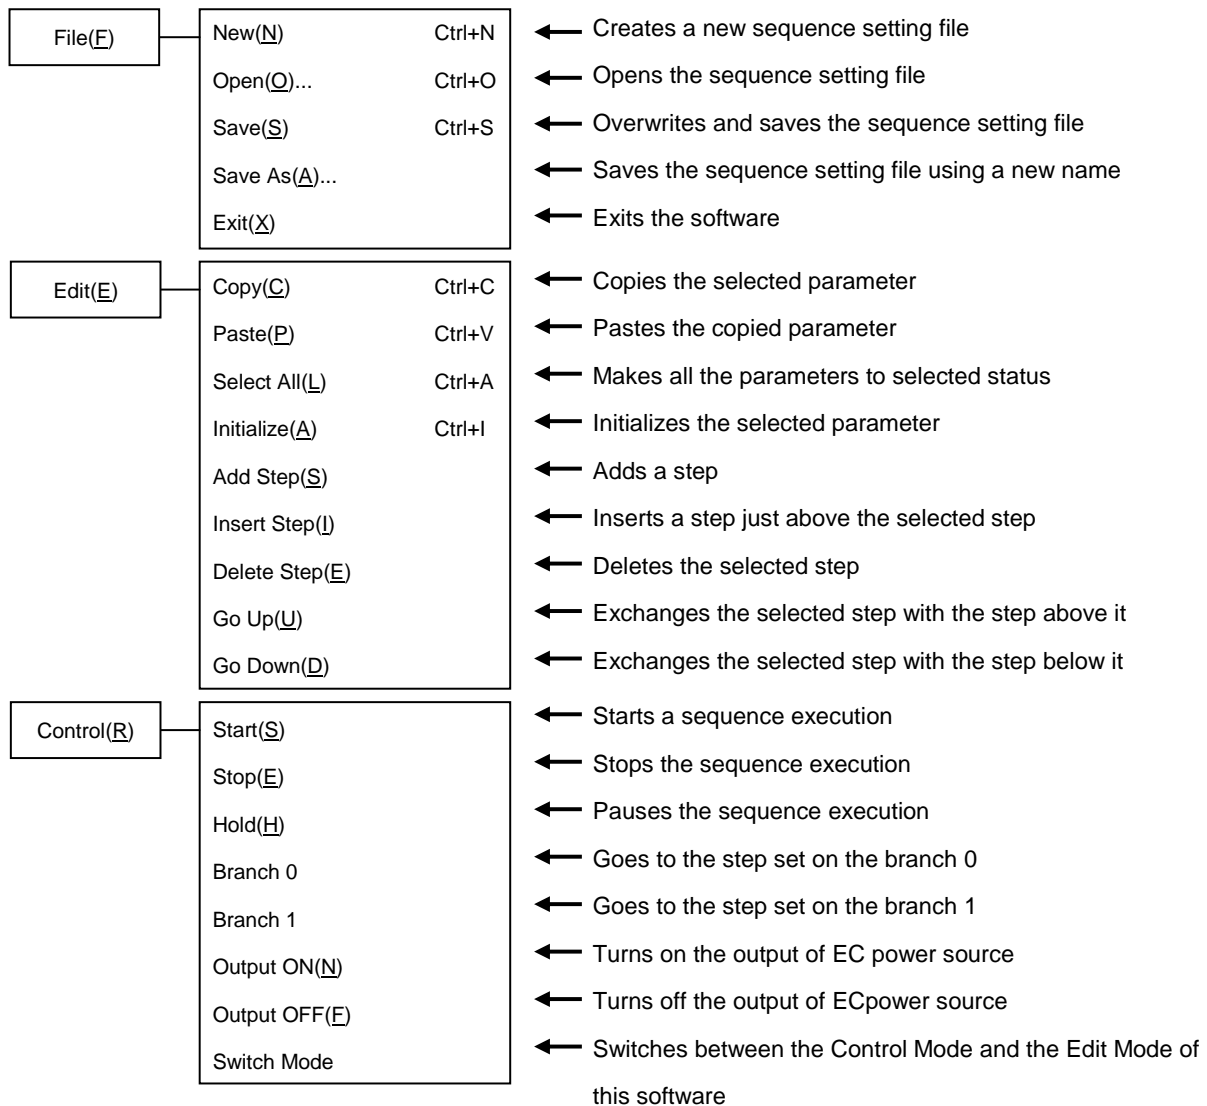 File(F)
New(N) Ctrl+N Creates a new sequence setting file
Open(O)... Ctrl+O Opens the sequence setting file
Save(S) Ctrl+S Overwrites and saves the sequence setting file
Save As(A)... Saves the sequence setting file using a new name
Exit(X) Exits the software
Edit(E)
Copy(C) Ctrl+C Copies the selected parameter
Paste(P) Ctrl+V Pastes the copied parameter
Select All(L) Ctrl+A Makes all the parameters to selected status
Initialize(A) Ctrl+I Initializes the selected parameter
Add Step(S) Adds a step
Insert Step(I) Inserts a step just above the selected step
Delete Step(E) Deletes the selected step
Go Up(U) Exchanges the selected step with the step above it
Go Down(D) Exchanges the selected step with the step below it
Control(R)
Start(S) Starts a sequence execution
Stop(E) Stops the sequence execution
Hold(H) Pauses the sequence execution
Branch 0 Goes to the step set on the branch 0
Branch 1 Goes to the step set on the branch 1
Output ON(N) Turns on the output of EC power source
Output OFF(F) Turns off the output of ECpower source
Switch Mode Switches between the Control Mode and the Edit Mode of
this software